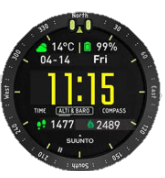 North
14°C 99%
04-14 Fri
11:15
TIME ALTI & BARO COMPASS
1477 2489
SUUNTO
West
East
South